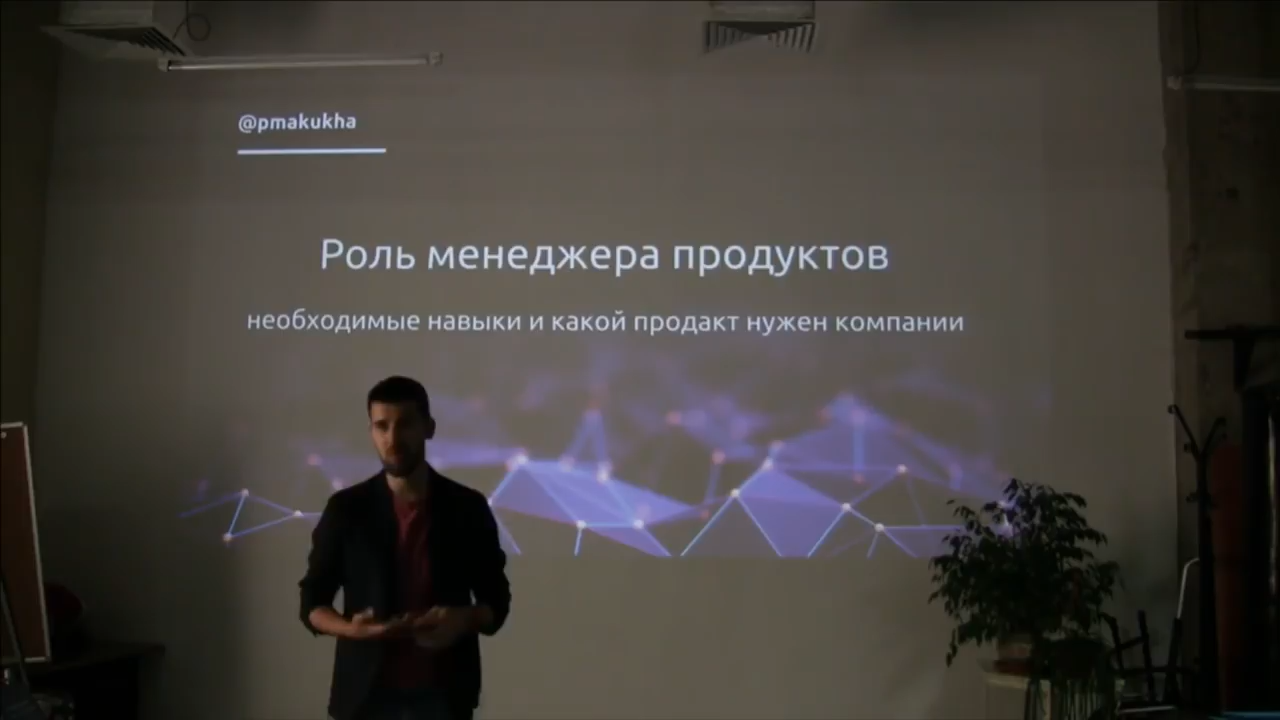 @pmakukha
Роль менеджера продуктов
необходимые навыки и какой продакт нужен компании